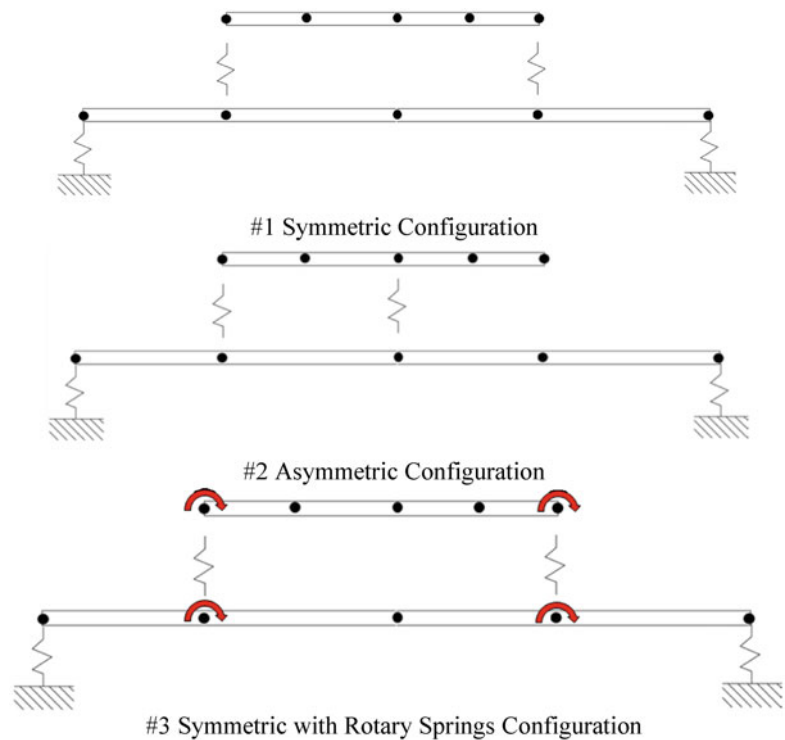 #1 Symmetric Configuration
#2 Asymmetric Configuration
#3 Symmetric with Rotary Springs Configuration